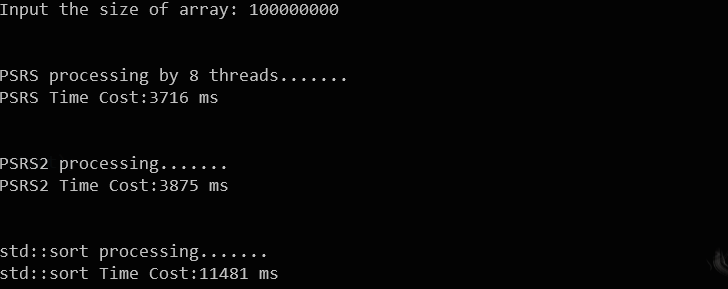 Input the size of array: 100000000
PSRS processing by 8 threads.......
PSRS Time Cost:3716 ms
PSRS2 processing.......
PSRS2 Time Cost:3875 ms
std::sort processing.......
std::sort Time Cost:11481 ms